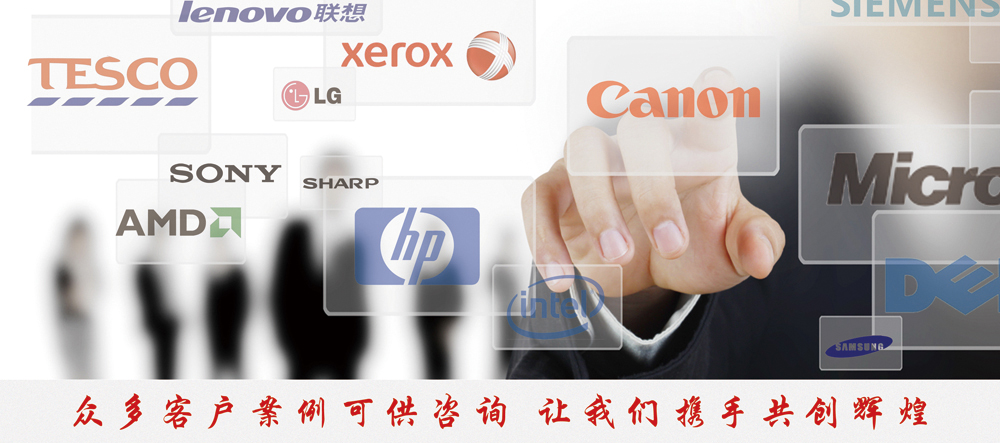 lenovo联想
SIEMENS
xerox
TESCO
LG
Canon
SONY
SHARP
Micro
AMD
hp
intel
DELL
SAMSUNG
众多客户案例可供咨询 让我们携手共创辉煌